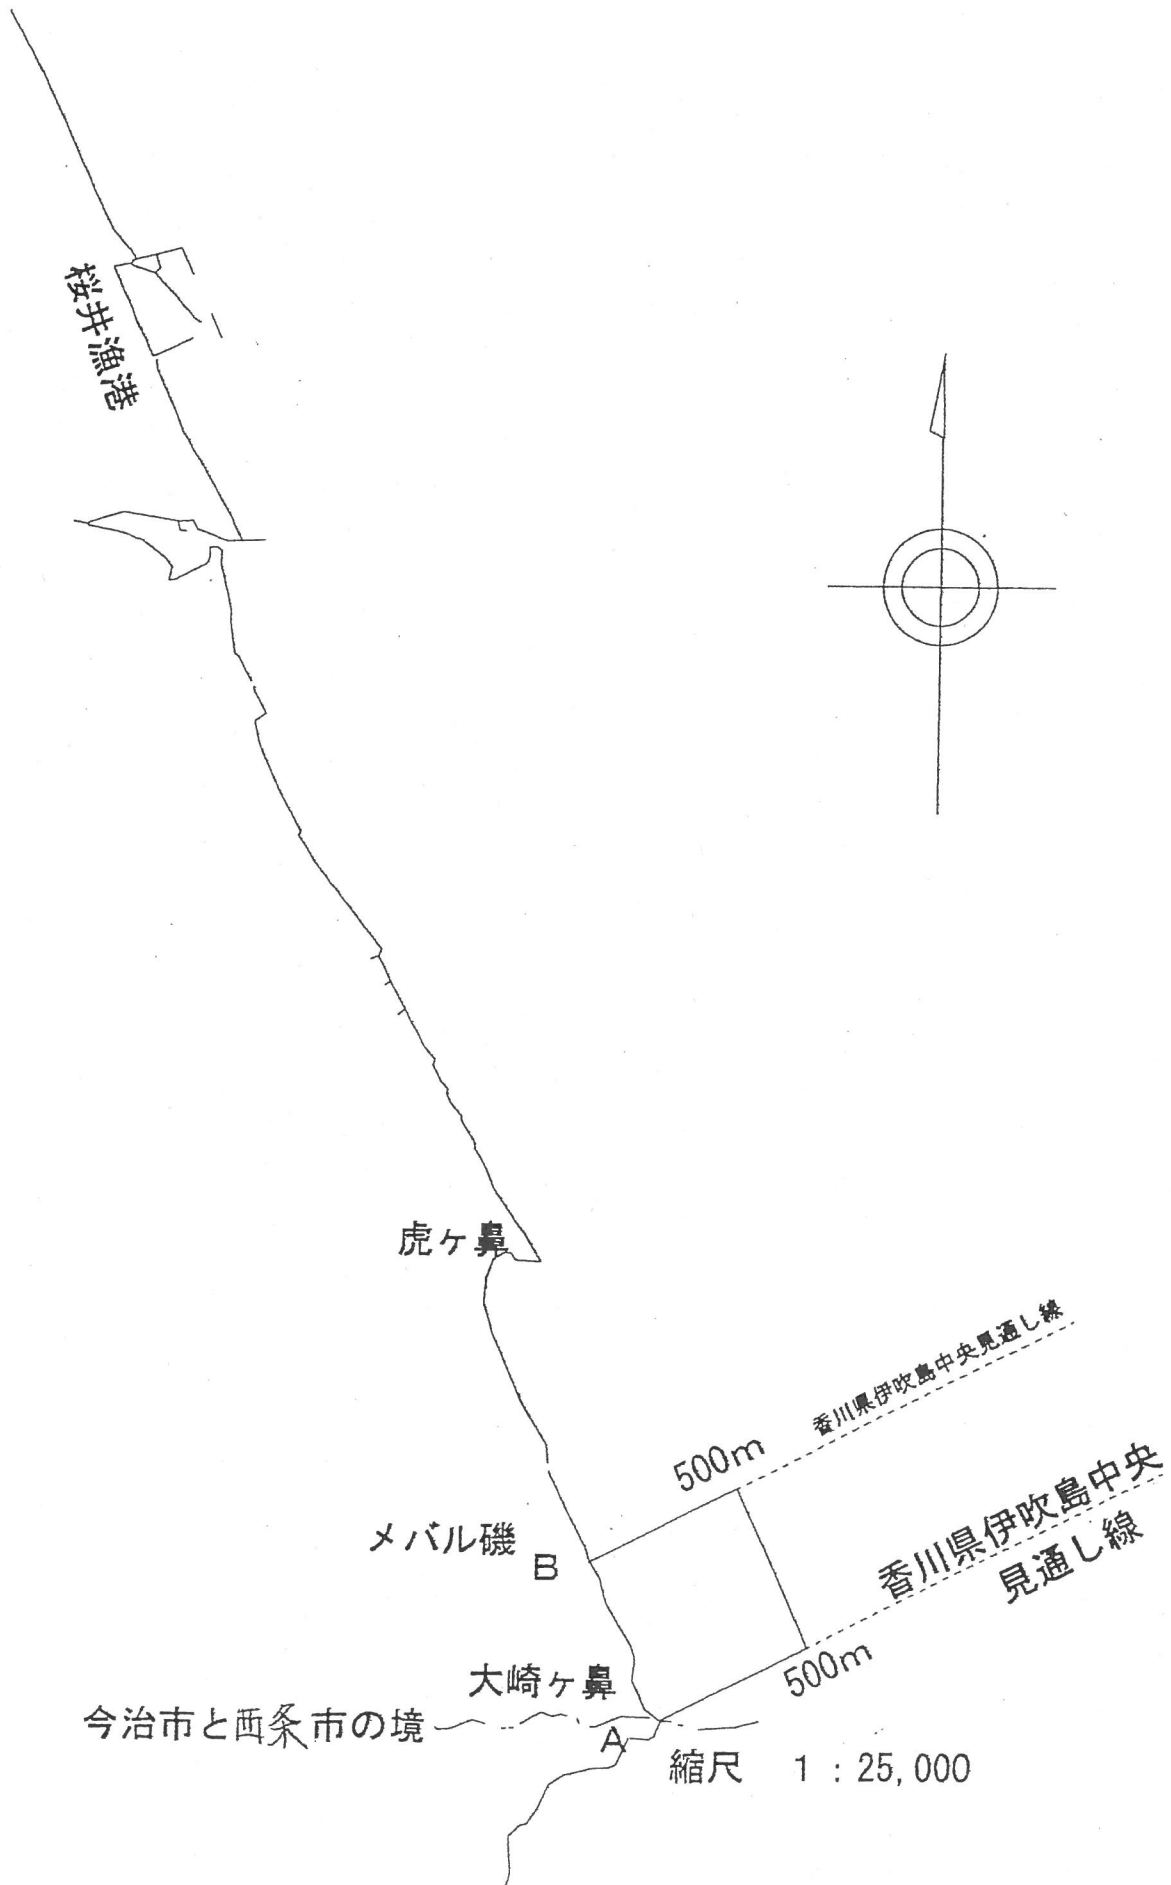 桜井漁港
虎ヶ鼻
香川県伊吹島中央見通し線
500m
香川県伊吹島中央
見通し線
メバル磯
B
500m
大崎ヶ鼻
今治市と西条市の境
A
縮尺 1:25,000